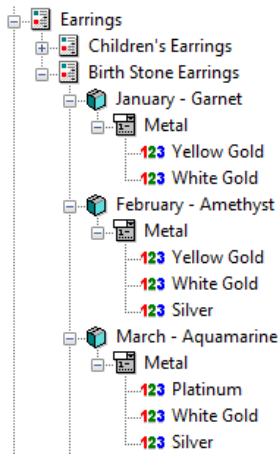 Earrings
Children's Earrings
Birth Stone Earrings
January - Garnet
Metal
123 Yellow Gold
123 White Gold
February - Amethyst
Metal
123 Yellow Gold
123 White Gold
123 Silver
March - Aquamarine
Metal
123 Platinum
123 White Gold
123 Silver